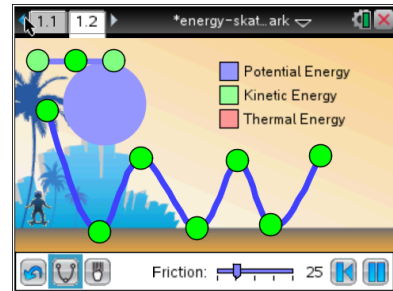 1.1 1.2 *energy-skat…ark
Potential Energy
Kinetic Energy
Thermal Energy
Friction: 25